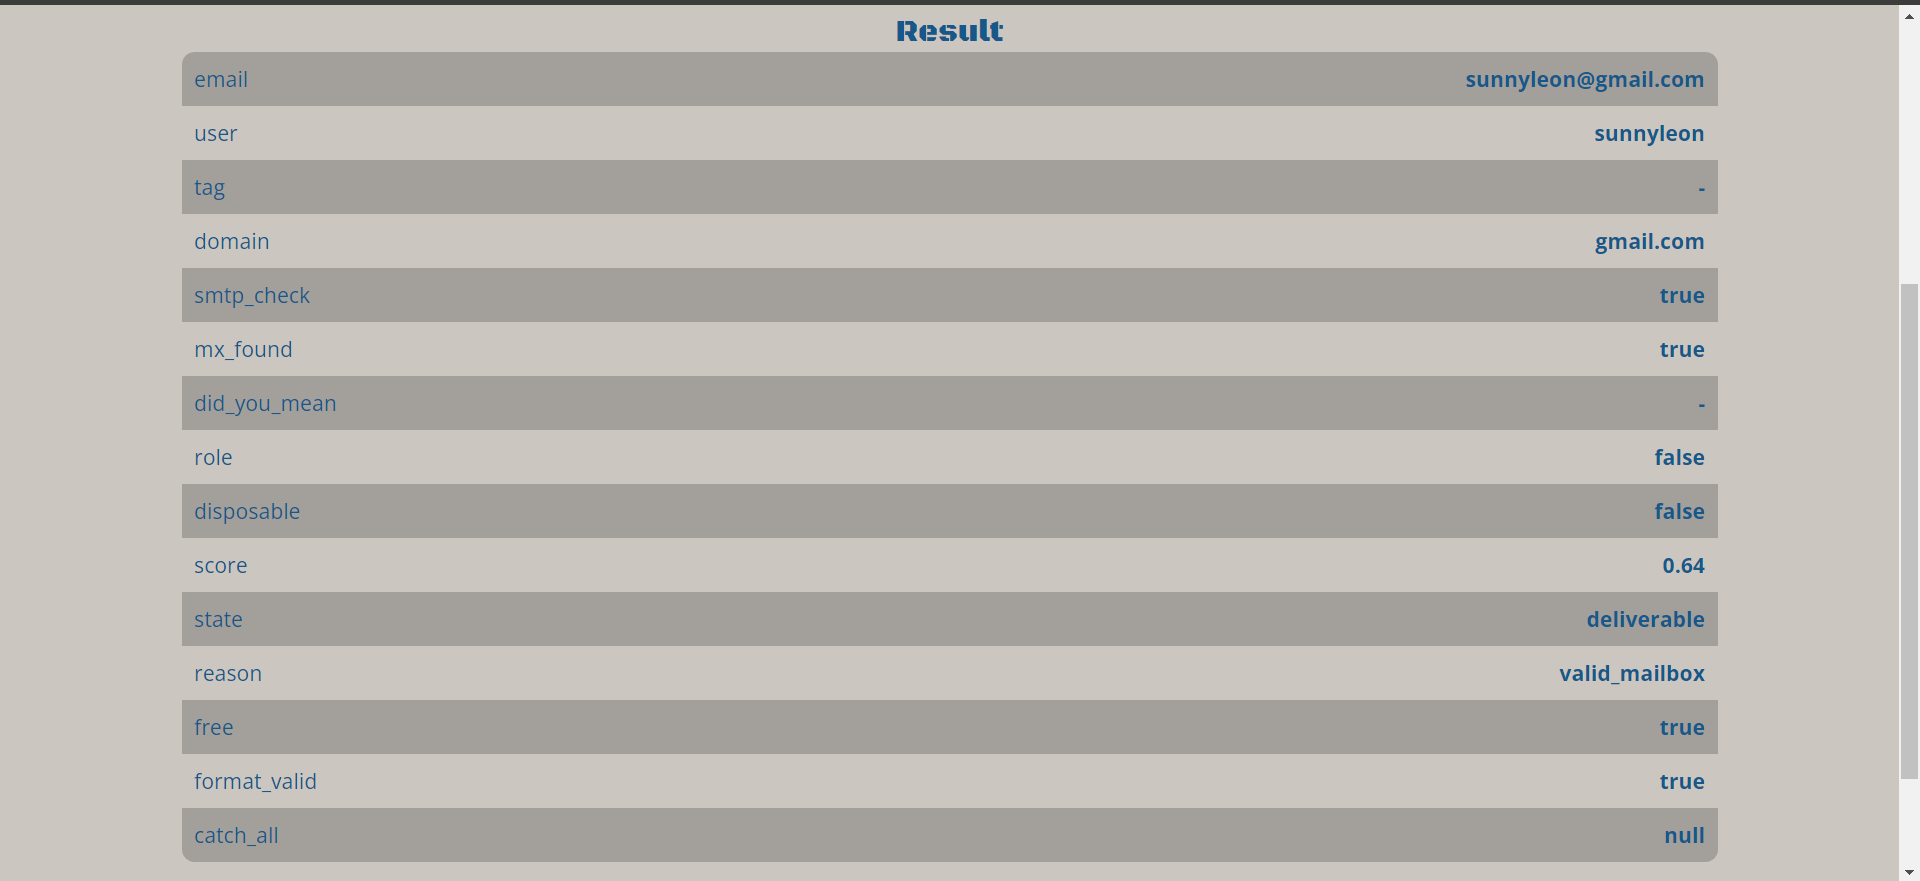 Result
email sunnyleon@gmail.com
user sunnyleon
tag -
domain gmail.com
smtp_check true
mx_found true
did_you_mean -
role false
disposable false
score 0.64
state deliverable
reason valid_mailbox
free true
format_valid true
catch_all null